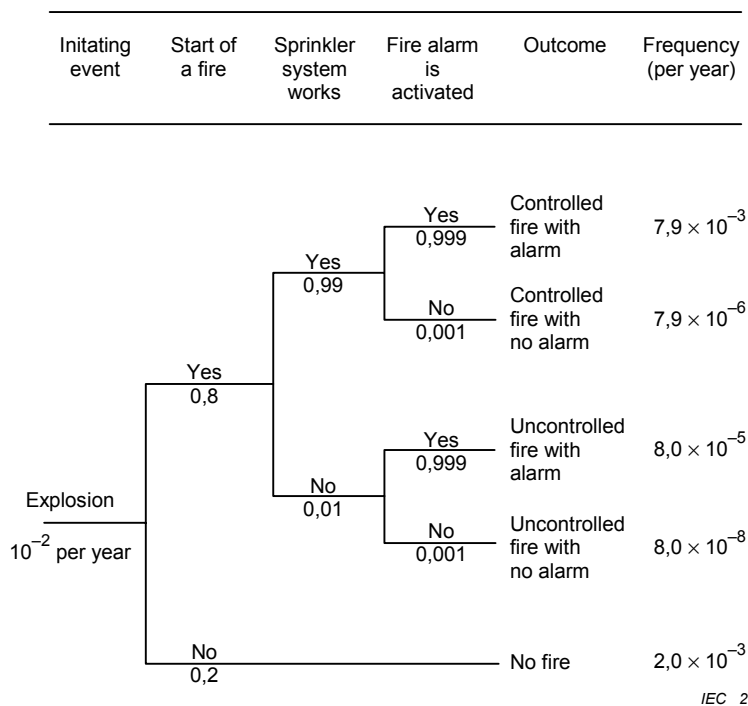 Initating event
Start of a fire
Sprinkler system works
Fire alarm is activated
Outcome
Frequency (per year)
Yes
0,999
Controlled fire with alarm
7,9 × 10⁻³
Yes
0,99
No
0,001
Controlled fire with no alarm
7,9 × 10⁻⁶
Yes
0,8
Yes
0,999
Uncontrolled fire with alarm
8,0 × 10⁻⁵
No
0,01
Explosion
10⁻² per year
No
0,001
Uncontrolled fire with no alarm
8,0 × 10⁻⁸
No
0,2
No fire
2,0 × 10⁻³
IEC 2